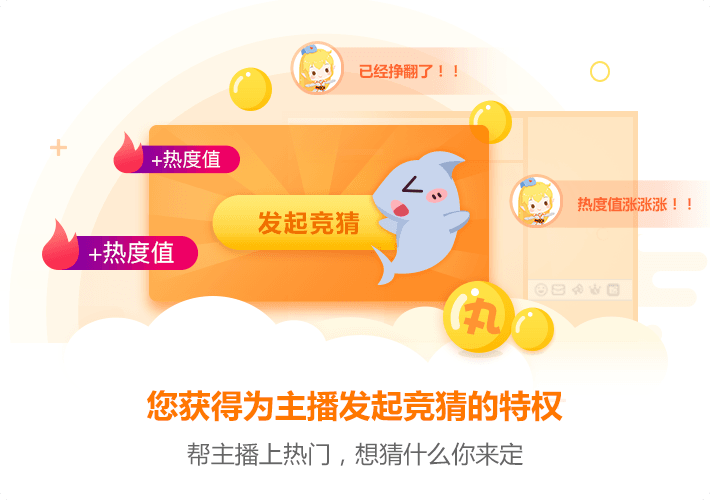 已经挣翻了！！
+热度值
热度值涨涨涨！！
发起竞猜
+热度值
丸
您获得为主播发起竞猜的特权
帮主播上热门，想猜什么你来定